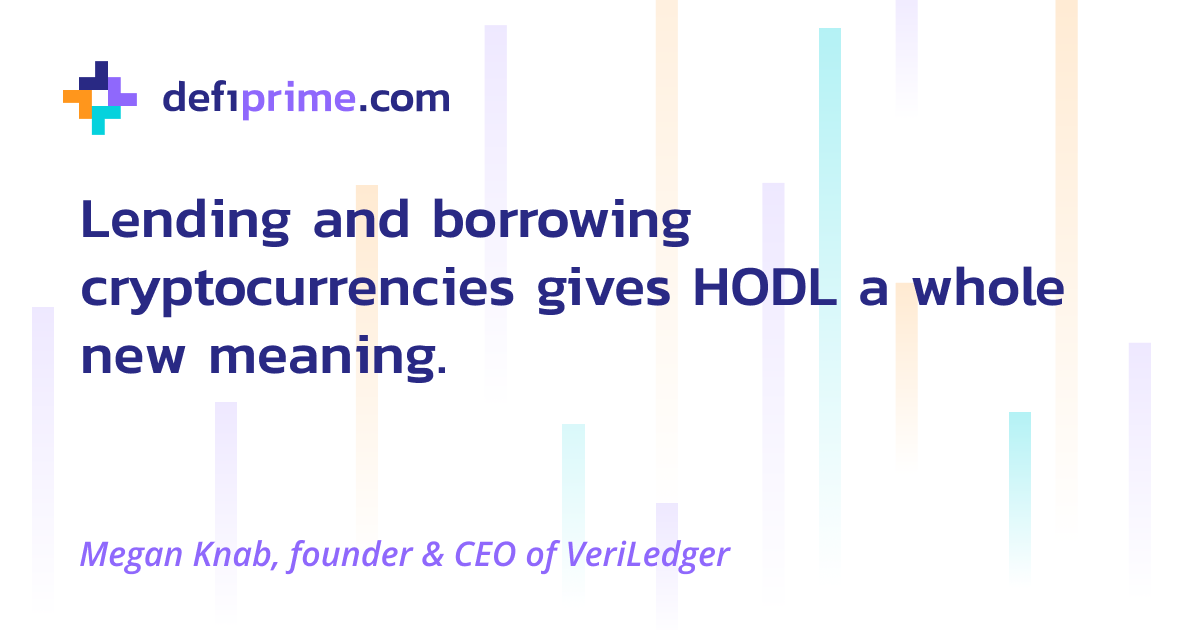 defiprime.com
Lending and borrowing
cryptocurrencies gives HODL a whole
new meaning.
Megan Knab, founder & CEO of VeriLedger